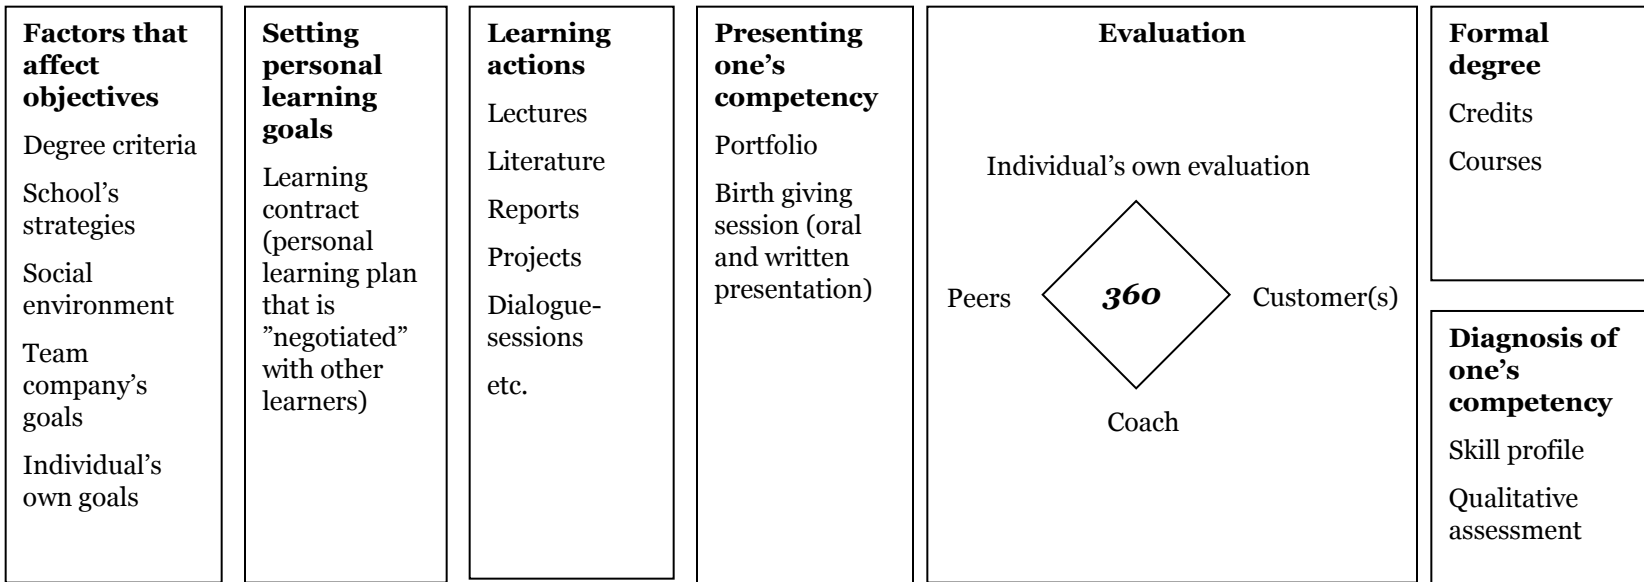 Factors that
affect
objectives
Degree criteria
School’s
strategies
Social
environment
Team
company’s
goals
Individual’s
own goals
Setting
personal
learning
goals
Learning
contract
(personal
learning plan
that is
”negotiated”
with other
learners)
Learning
actions
Lectures
Literature
Reports
Projects
Dialogue-
sessions
etc.
Presenting
one’s
competency
Portfolio
Birth giving
session (oral
and written
presentation)
Evaluation
Individual’s own evaluation
Peers
360
Customer(s)
Coach
Formal
degree
Credits
Courses
Diagnosis of
one’s
competency
Skill profile
Qualitative
assessment